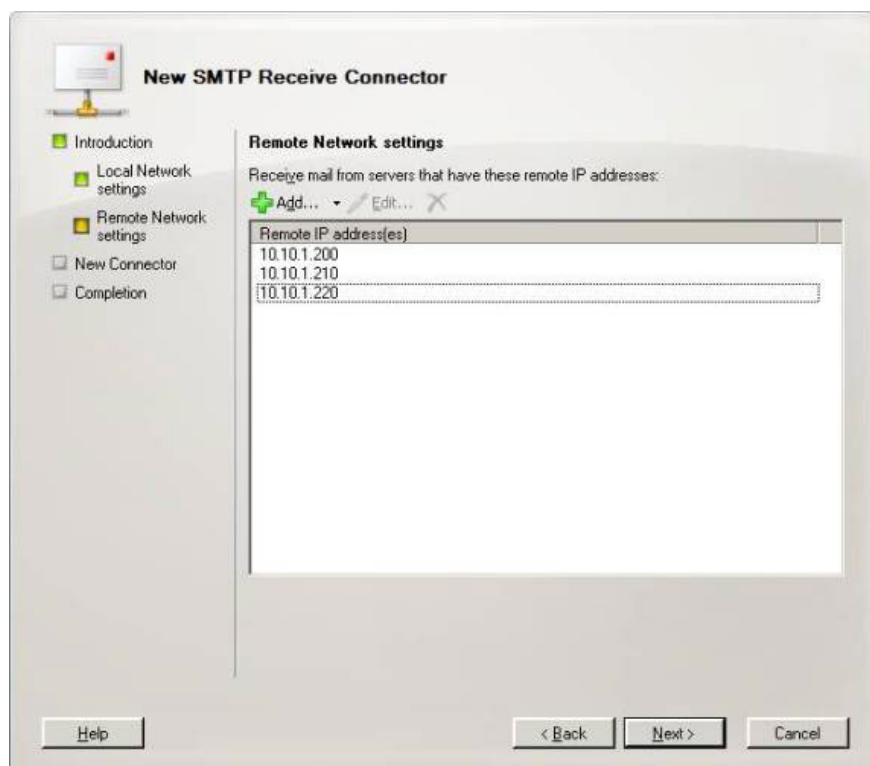 New SMTP Receive Connector
Introduction
Local Network
settings
Remote Network
settings
New Connector
Completion
Remote Network settings
Receive mail from servers that have these remote IP addresses:
Add...
Edit...
Remote IP address(es)
10.10.1.200
10.10.1.210
10.10.1.220
Help
< Back
Next >
Cancel